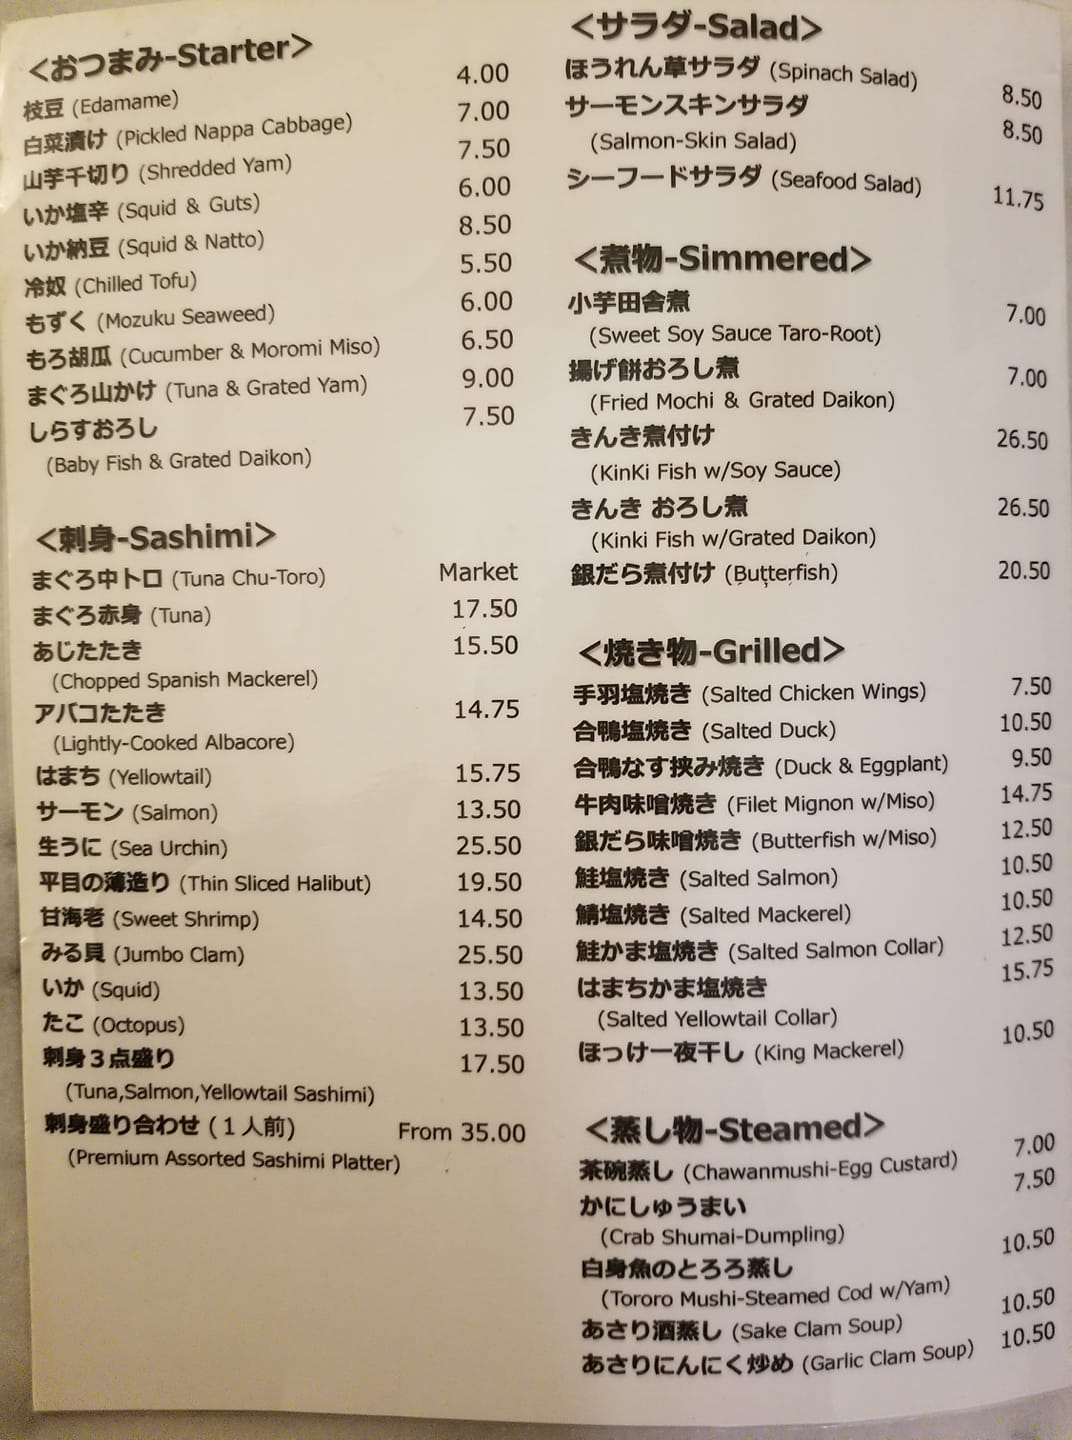 <おつまみ-Starter>
枝豆 (Edamame) 4.00
白菜漬け (Pickled Nappa Cabbage) 7.00
山芋千切り (Shredded Yam) 7.50
いか塩辛 (Squid & Guts) 6.00
いか納豆 (Squid & Natto) 8.50
冷奴 (Chilled Tofu) 5.50
もずく (Mozuku Seaweed) 6.00
もろ胡瓜 (Cucumber & Moromi Miso) 6.50
まぐろ山かけ (Tuna & Grated Yam) 9.00
しらすおろし 7.50
(Baby Fish & Grated Daikon)
<刺身-Sashimi>
まぐろ中トロ (Tuna Chu-Toro) Market
まぐろ赤身 (Tuna) 17.50
あじたたき 15.50
(Chopped Spanish Mackerel)
アバコたたき 14.75
(Lightly-Cooked Albacore)
はまち (Yellowtail) 15.75
サーモン (Salmon) 13.50
生うに (Sea Urchin) 25.50
平目の薄造り (Thin Sliced Halibut) 19.50
甘海老 (Sweet Shrimp) 14.50
みる貝 (Jumbo Clam) 25.50
いか (Squid) 13.50
たこ (Octopus) 13.50
刺身３点盛り 17.50
(Tuna,Salmon,Yellowtail Sashimi)
刺身盛り合わせ (１人前) From 35.00
(Premium Assorted Sashimi Platter)
<サラダ-Salad>
ほうれん草サラダ (Spinach Salad) 8.50
サーモンスキンサラダ 8.50
(Salmon-Skin Salad)
シーフードサラダ (Seafood Salad) 11.75
<煮物-Simmered>
小芋田舎煮 7.00
(Sweet Soy Sauce Taro-Root)
揚げ餅おろし煮 7.00
(Fried Mochi & Grated Daikon)
きんき煮付け 26.50
(KinKi Fish w/Soy Sauce)
きんき おろし煮 26.50
(Kinki Fish w/Grated Daikon)
銀だら煮付け (Butterfish) 20.50
<焼き物-Grilled>
手羽塩焼き (Salted Chicken Wings) 7.50
合鴨塩焼き (Salted Duck) 10.50
合鴨なす挟み焼き (Duck & Eggplant) 9.50
牛肉味噌焼き (Filet Mignon w/Miso) 14.75
銀だら味噌焼き (Butterfish w/Miso) 12.50
鮭塩焼き (Salted Salmon) 10.50
鯖塩焼き (Salted Mackerel) 10.50
鮭かま塩焼き (Salted Salmon Collar) 12.50
はまちかま塩焼き 15.75
(Salted Yellowtail Collar)
ほっけ一夜干し (King Mackerel) 10.50
<蒸し物-Steamed>
茶碗蒸し (Chawanmushi-Egg Custard) 7.00
かにしゅうまい 7.50
(Crab Shumai-Dumpling)
白身魚のとろろ蒸し 10.50
(Tororo Mushi-Steamed Cod w/Yam)
あさり酒蒸し (Sake Clam Soup) 10.50
あさりにんにく炒め (Garlic Clam Soup) 10.50